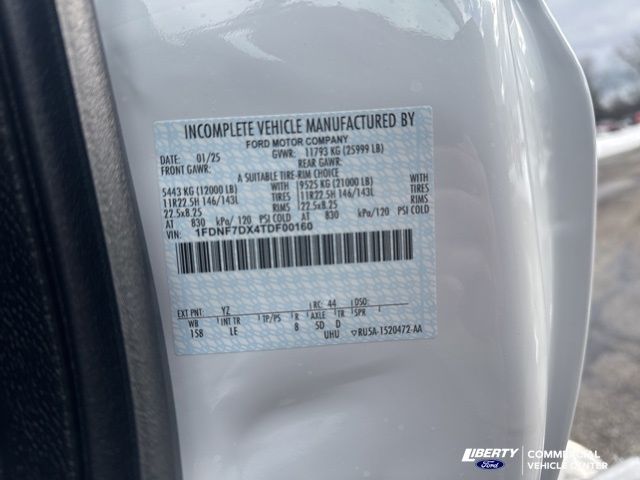 INCOMPLETE VEHICLE MANUFACTURED BY
FORD MOTOR COMPANY
DATE: 01/25 GVWR: 11793 KG (25999 LB)
FRONT GAWR: REAR GAWR:
A SUITABLE TIRE-RIM CHOICE
5443 KG (12000 LB) WITH 9525 KG (21000 LB) WITH
11R22.5H 146/143L TIRES 11R22.5H 146/143L TIRES
22.5x8.25 RIMS 22.5x8.25 RIMS
AT 830 kPa/120 PSI COLD AT 830 kPa/120 PSI COLD
VIN: 1FDNF7DX4TDF00160
EXT PNT: YZ RC: 44 DSO:
WB INT TR TP/PS R AXLE TR SPR
158 LE 8 5D D
UHU ▽RU5A-1520472-AA
LIBERTY
Ford
COMMERCIAL
VEHICLE CENTER